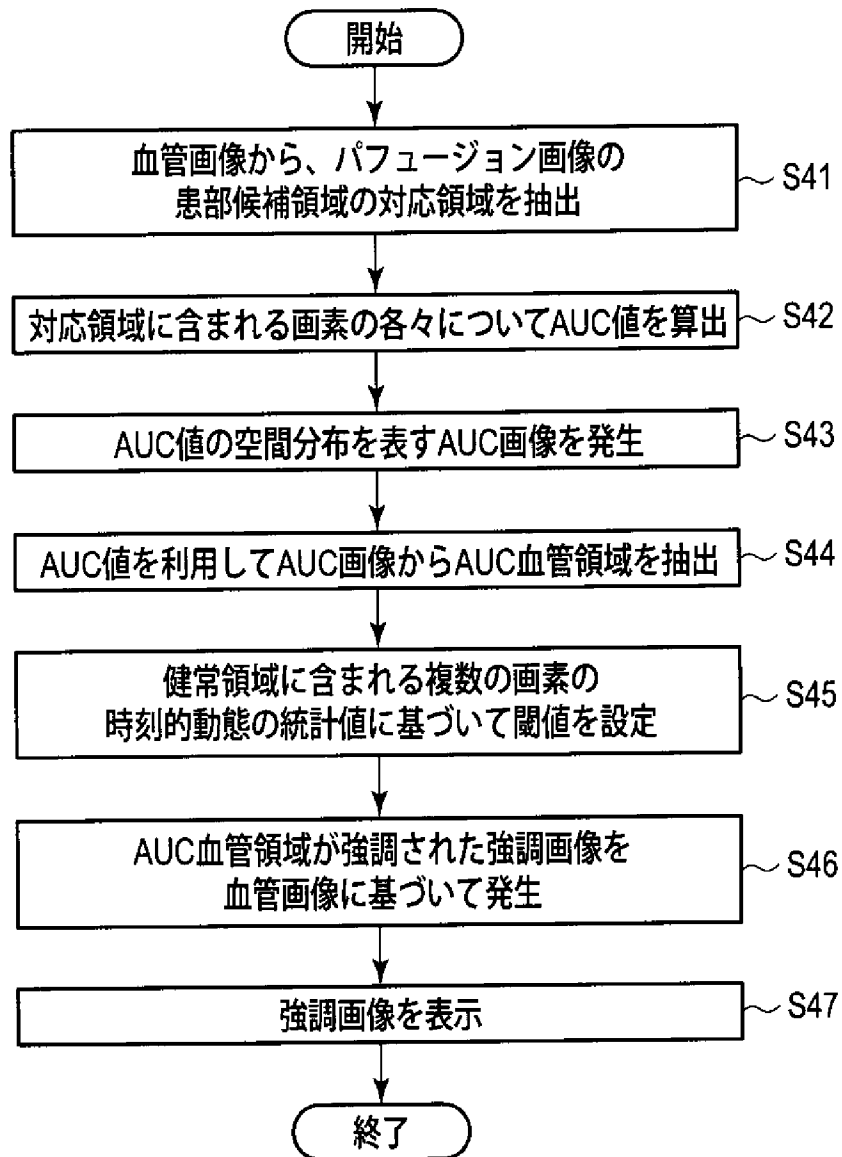 開始
血管画像から、パフュージョン画像の
患部候補領域の対応領域を抽出
S41
対応領域に含まれる画素の各々についてAUC値を算出
S42
AUC値の空間分布を表すAUC画像を発生
S43
AUC値を利用してAUC画像からAUC血管領域を抽出
S44
健常領域に含まれる複数の画素の
時刻的動態の統計値に基づいて閾値を設定
S45
AUC血管領域が強調された強調画像を
血管画像に基づいて発生
S46
強調画像を表示
S47
終了